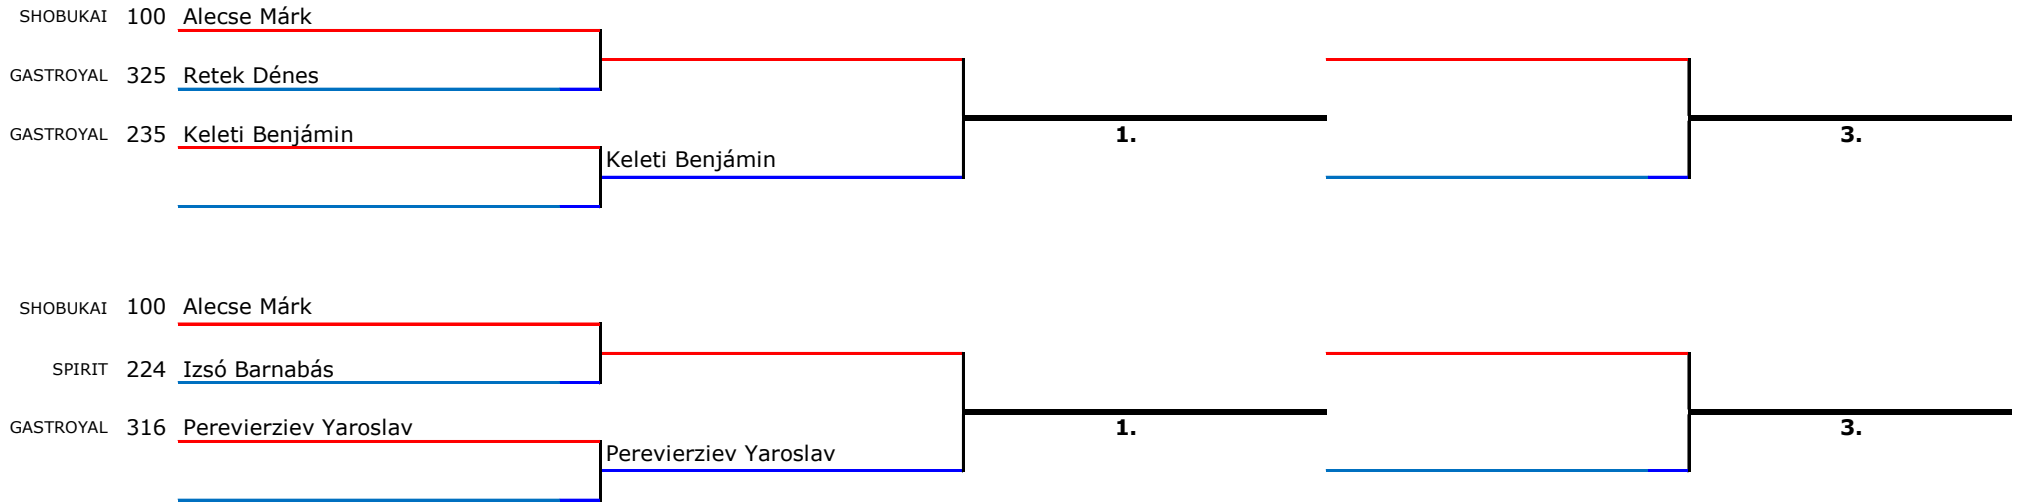 SHOBUKAI 100 Alecse Márk
GASTROYAL 325 Retek Dénes
GASTROYAL 235 Keleti Benjámin
1.
3.
Keleti Benjámin
SHOBUKAI 100 Alecse Márk
SPIRIT 224 Izsó Barnabás
GASTROYAL 316 Perevierziev Yaroslav
1.
3.
Perevierziev Yaroslav